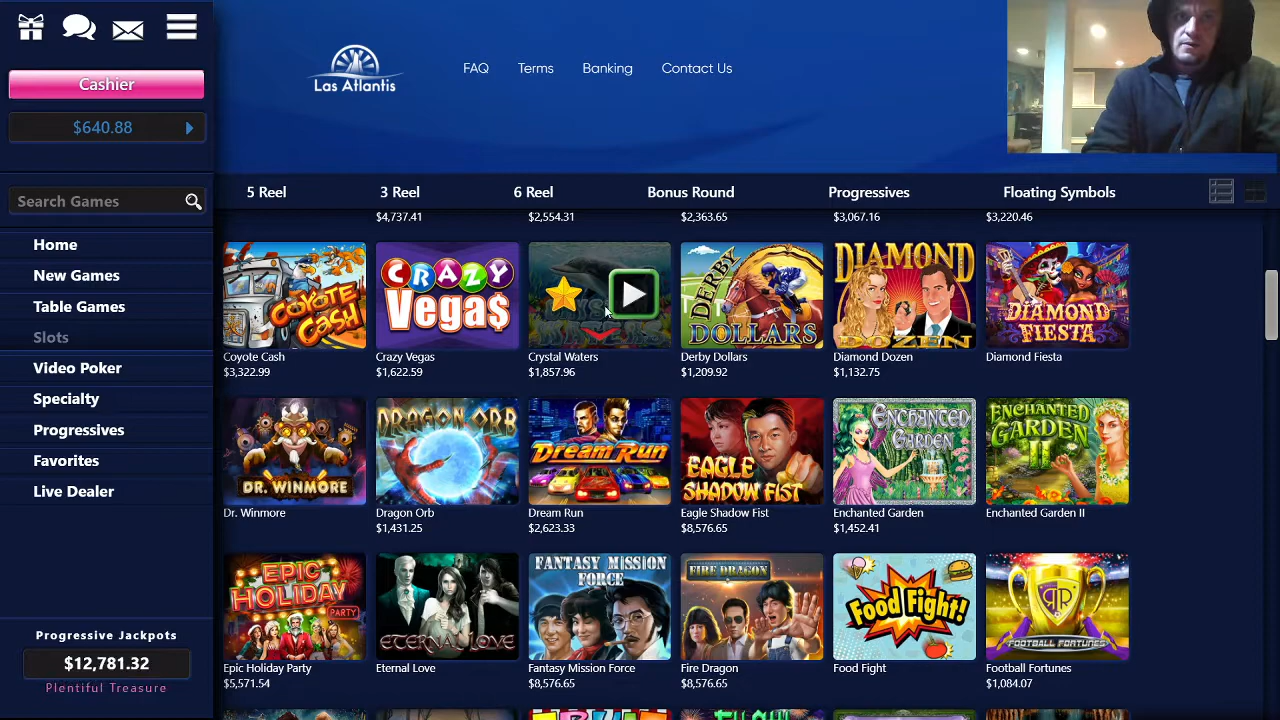 Cashier
$640.88
Search Games
Home
New Games
Table Games
Slots
Video Poker
Specialty
Progressives
Favorites
Live Dealer
Progressive Jackpots
$12,781.32
Plentiful Treasure
Las Atlantis
FAQ Terms Banking Contact Us
5 Reel 3 Reel 6 Reel Bonus Round Progressives Floating Symbols
$4,737.41 $2,554.31 $2,363.65 $3,067.16 $3,220.46
COYOTE CASH
CRAZY VEGA$
DERBY DOLLARS
DIAMOND DOZEN
DIAMOND FIESTA
Coyote Cash Crazy Vegas Crystal Waters Derby Dollars Diamond Dozen Diamond Fiesta
$3,322.99 $1,622.59 $1,857.96 $1,209.92 $1,132.75
DR. WINMORE
DRAGON ORB
DREAM RUN
EAGLE SHADOW FIST
ENCHANTED GARDEN
ENCHANTED GARDEN II
Dr. Winmore Dragon Orb Dream Run Eagle Shadow Fist Enchanted Garden Enchanted Garden II
$1,431.25 $2,623.33 $8,576.65 $1,452.41
EPIC HOLIDAY PARTY
ETERNAL LOVE
FANTASY MISSION FORCE
FIRE DRAGON
Food Fight!
FOOTBALL FORTUNES
Epic Holiday Party Eternal Love Fantasy Mission Force Fire Dragon Food Fight Football Fortunes
$5,571.54 $8,576.65 $8,576.65 $1,084.07